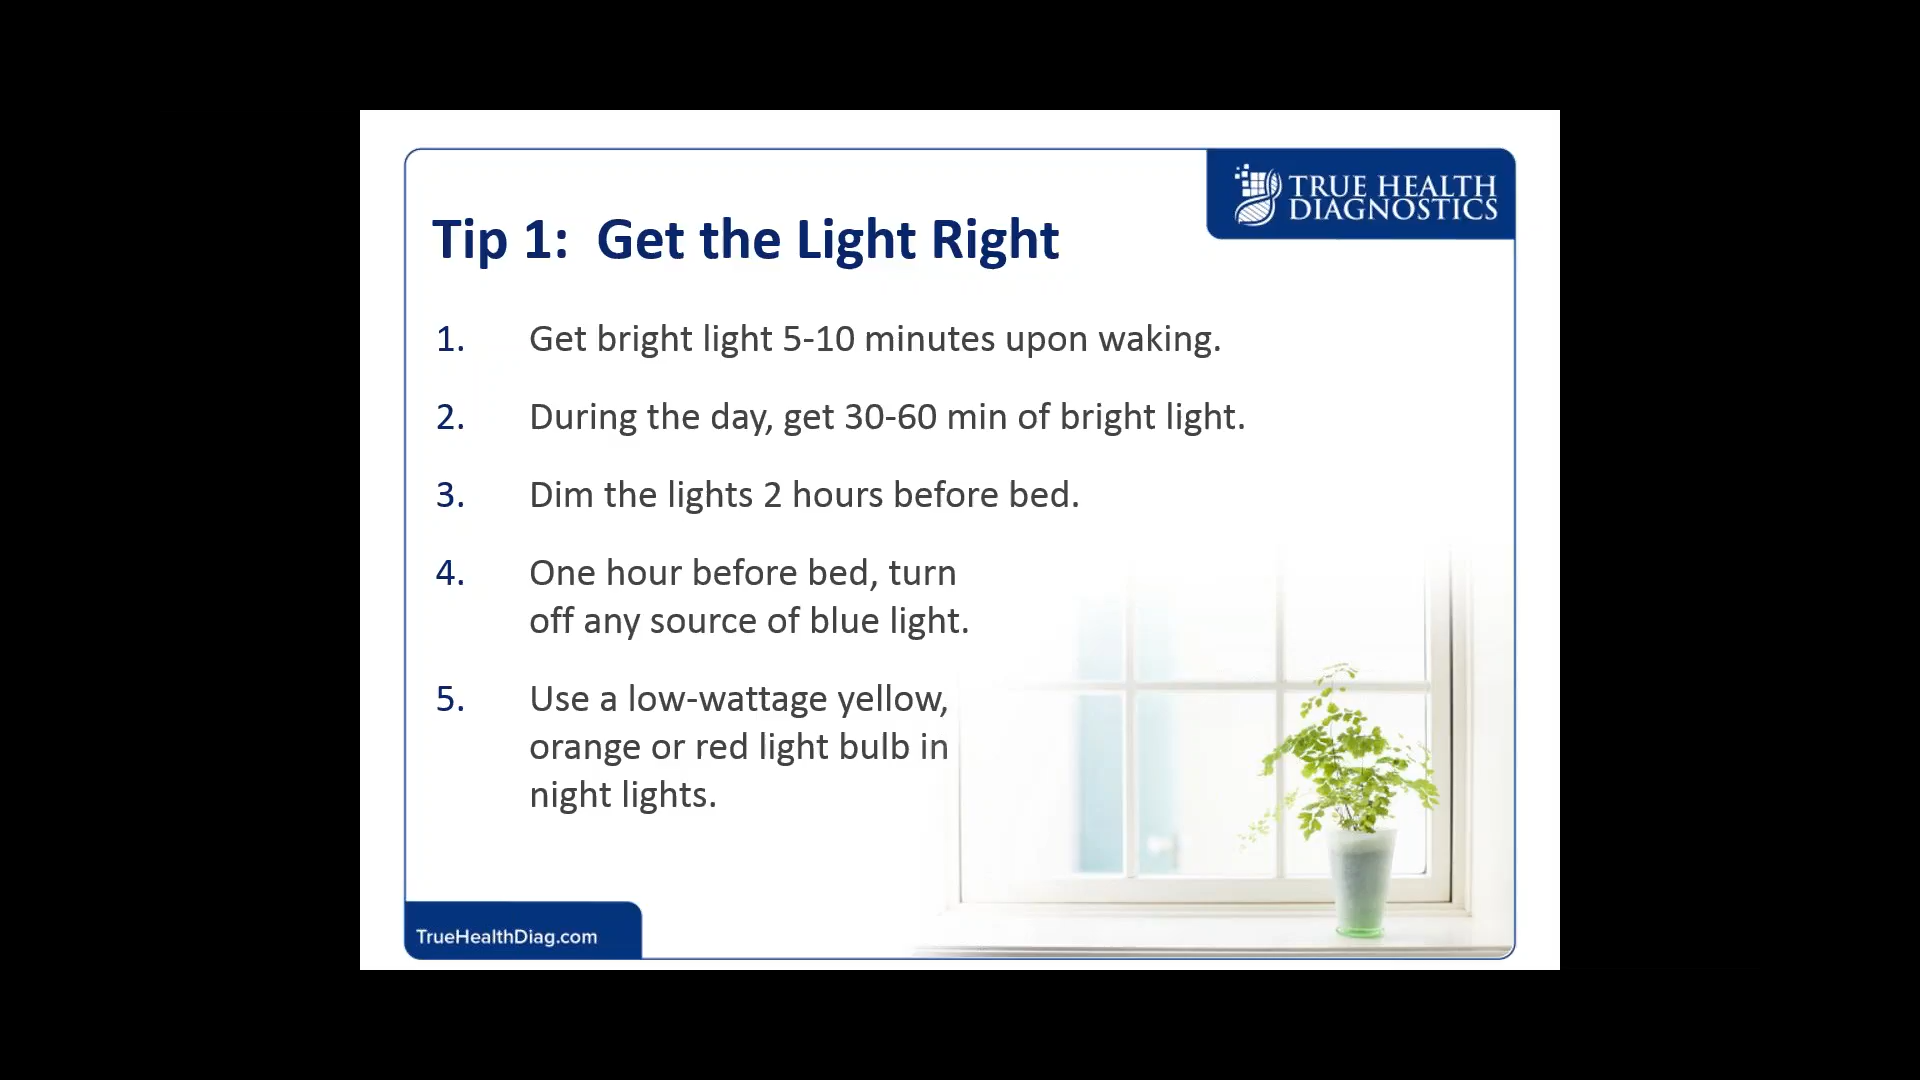 TRUE HEALTH
DIAGNOSTICS
Tip 1: Get the Light Right
1. Get bright light 5-10 minutes upon waking.
2. During the day, get 30-60 min of bright light.
3. Dim the lights 2 hours before bed.
4. One hour before bed, turn
off any source of blue light.
5. Use a low-wattage yellow,
orange or red light bulb in
night lights.
TrueHealthDiag.com